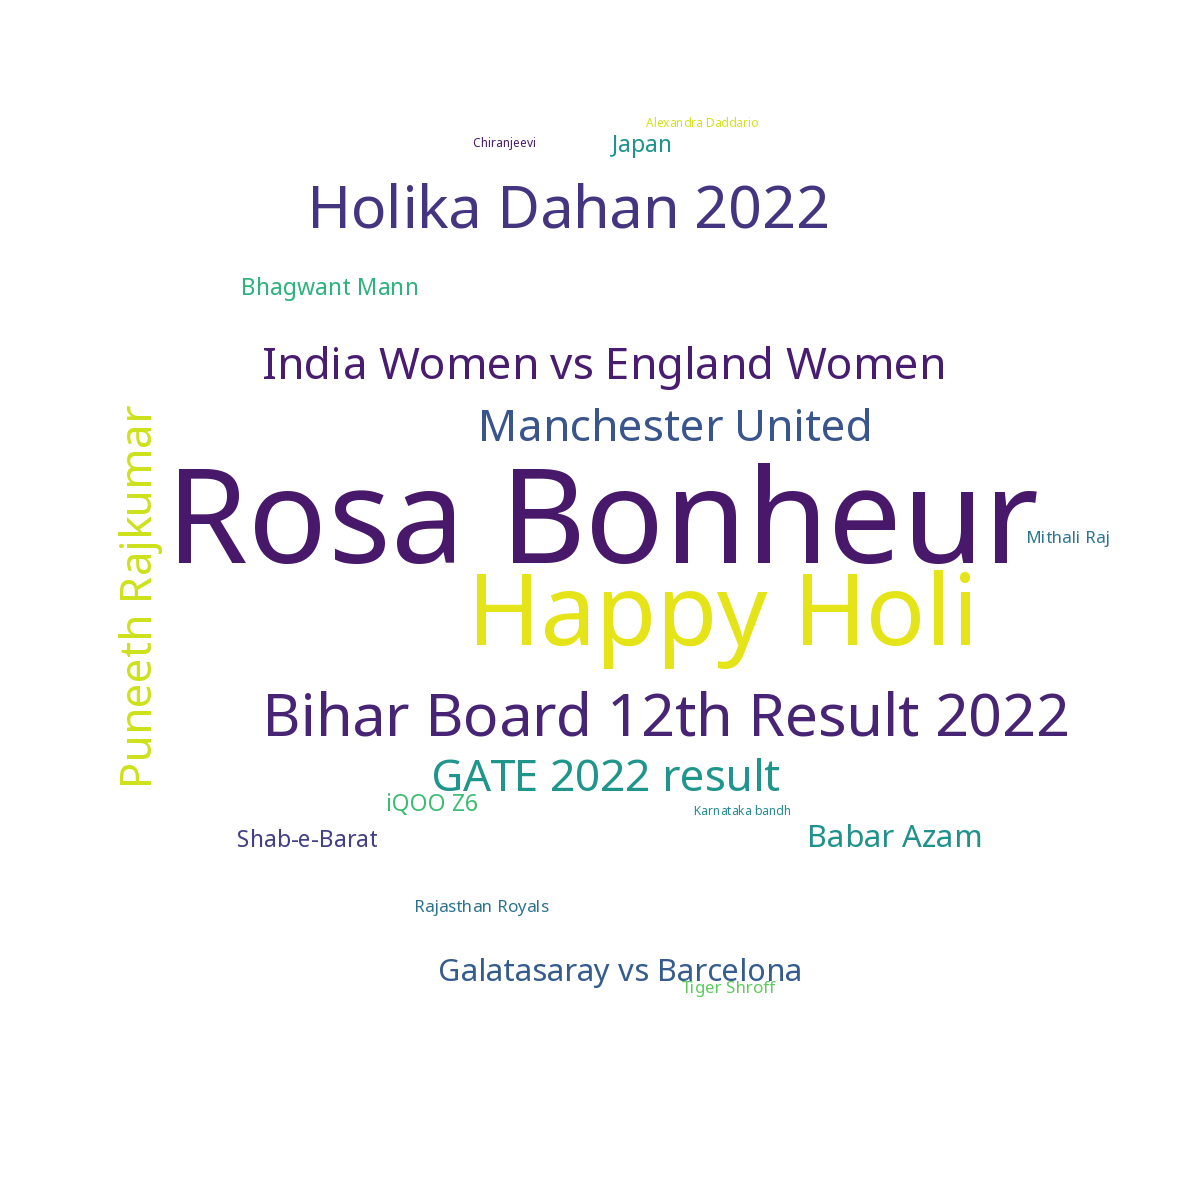 Alexandra Daddario
Chiranjeevi
Japan
Holika Dahan 2022
Bhagwant Mann
India Women vs England Women
Manchester United
Puneeth Rajkumar
Rosa Bonheur
Mithali Raj
Happy Holi
Bihar Board 12th Result 2022
GATE 2022 result
iQOO Z6
Karnataka bandh
Shab-e-Barat
Babar Azam
Rajasthan Royals
Galatasaray vs Barcelona
Tiger Shroff